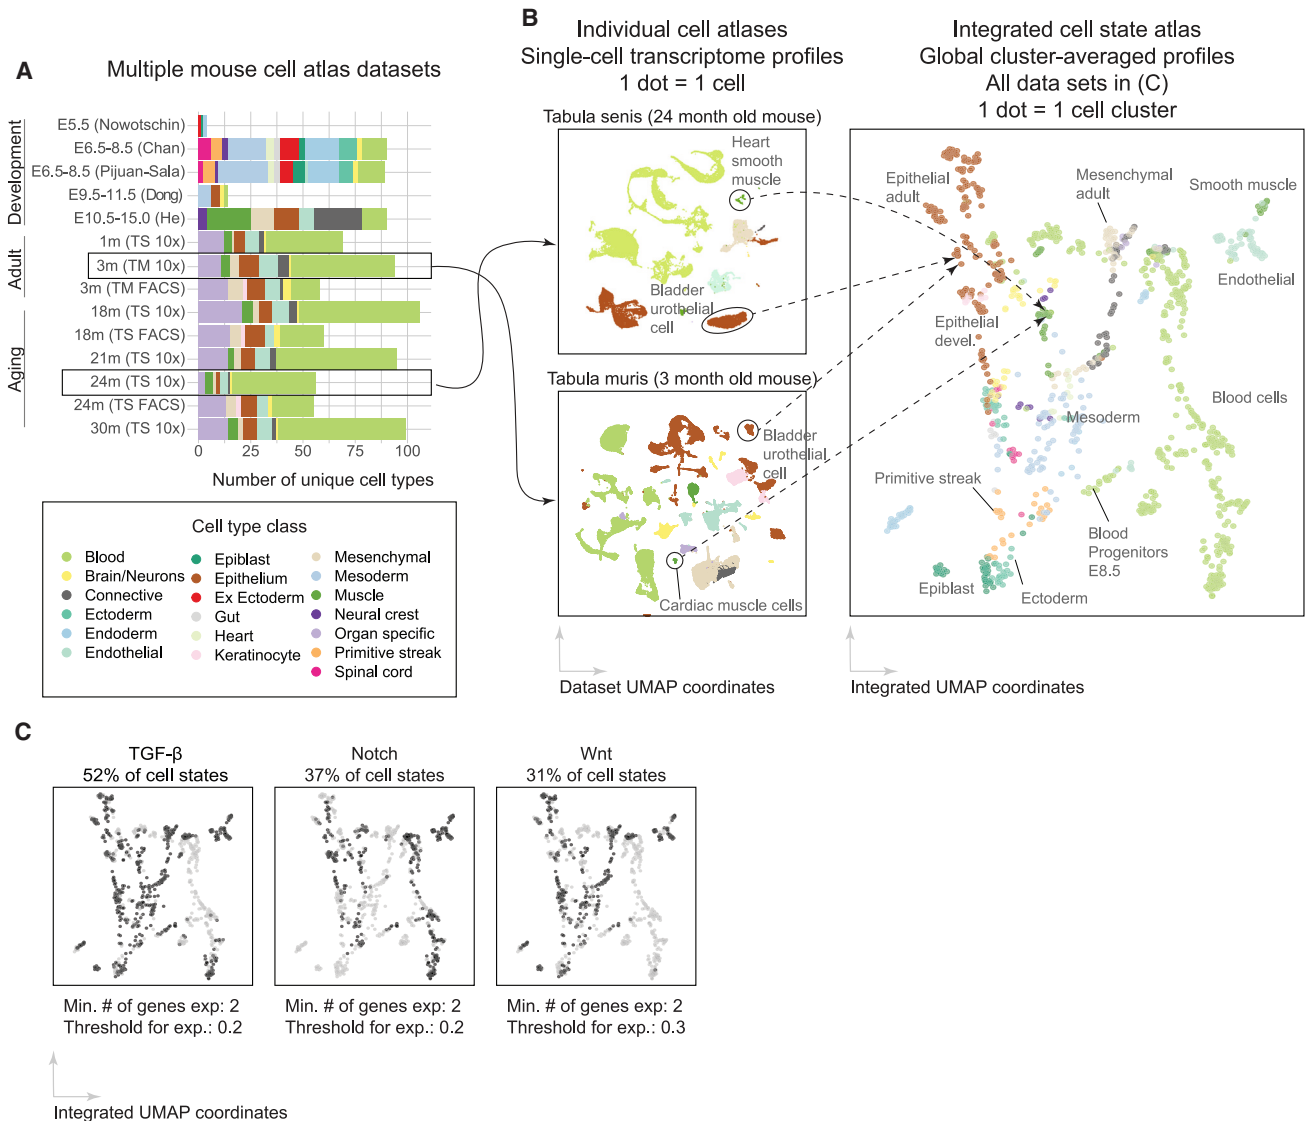 A
Multiple mouse cell atlas datasets
Development
Adult
Aging
E5.5 (Nowotschin)
E6.5-8.5 (Chan)
E6.5-8.5 (Pijuan-Sala)
E9.5-11.5 (Dong)
E10.5-15.0 (He)
1m (TS 10x)
3m (TM 10x)
3m (TM FACS)
18m (TS 10x)
18m (TS FACS)
21m (TS 10x)
24m (TS 10x)
24m (TS FACS)
30m (TS 10x)
0 25 50 75 100
Number of unique cell types
Cell type class
Blood
Brain/Neurons
Connective
Ectoderm
Endoderm
Endothelial
Epiblast
Epithelium
Ex Ectoderm
Gut
Heart
Keratinocyte
Mesenchymal
Mesoderm
Muscle
Neural crest
Organ specific
Primitive streak
Spinal cord
B
Individual cell atlases
Single-cell transcriptome profiles
1 dot = 1 cell
Tabula senis (24 month old mouse)
Heart
smooth
muscle
Bladder
urothelial
cell
Tabula muris (3 month old mouse)
Bladder
urothelial
cell
Cardiac muscle cells
Dataset UMAP coordinates
Integrated cell state atlas
Global cluster-averaged profiles
All data sets in (C)
1 dot = 1 cell cluster
Epithelial
adult
Mesenchymal
adult
Smooth muscle
Endothelial
Epithelial
devel.
Mesoderm
Blood cells
Primitive streak
Blood
Progenitors
E8.5
Epiblast
Ectoderm
Integrated UMAP coordinates
C
TGF-β
52% of cell states
Min. # of genes exp: 2
Threshold for exp.: 0.2
Notch
37% of cell states
Min. # of genes exp: 2
Threshold for exp.: 0.2
Wnt
31% of cell states
Min. # of genes exp: 2
Threshold for exp.: 0.3
Integrated UMAP coordinates